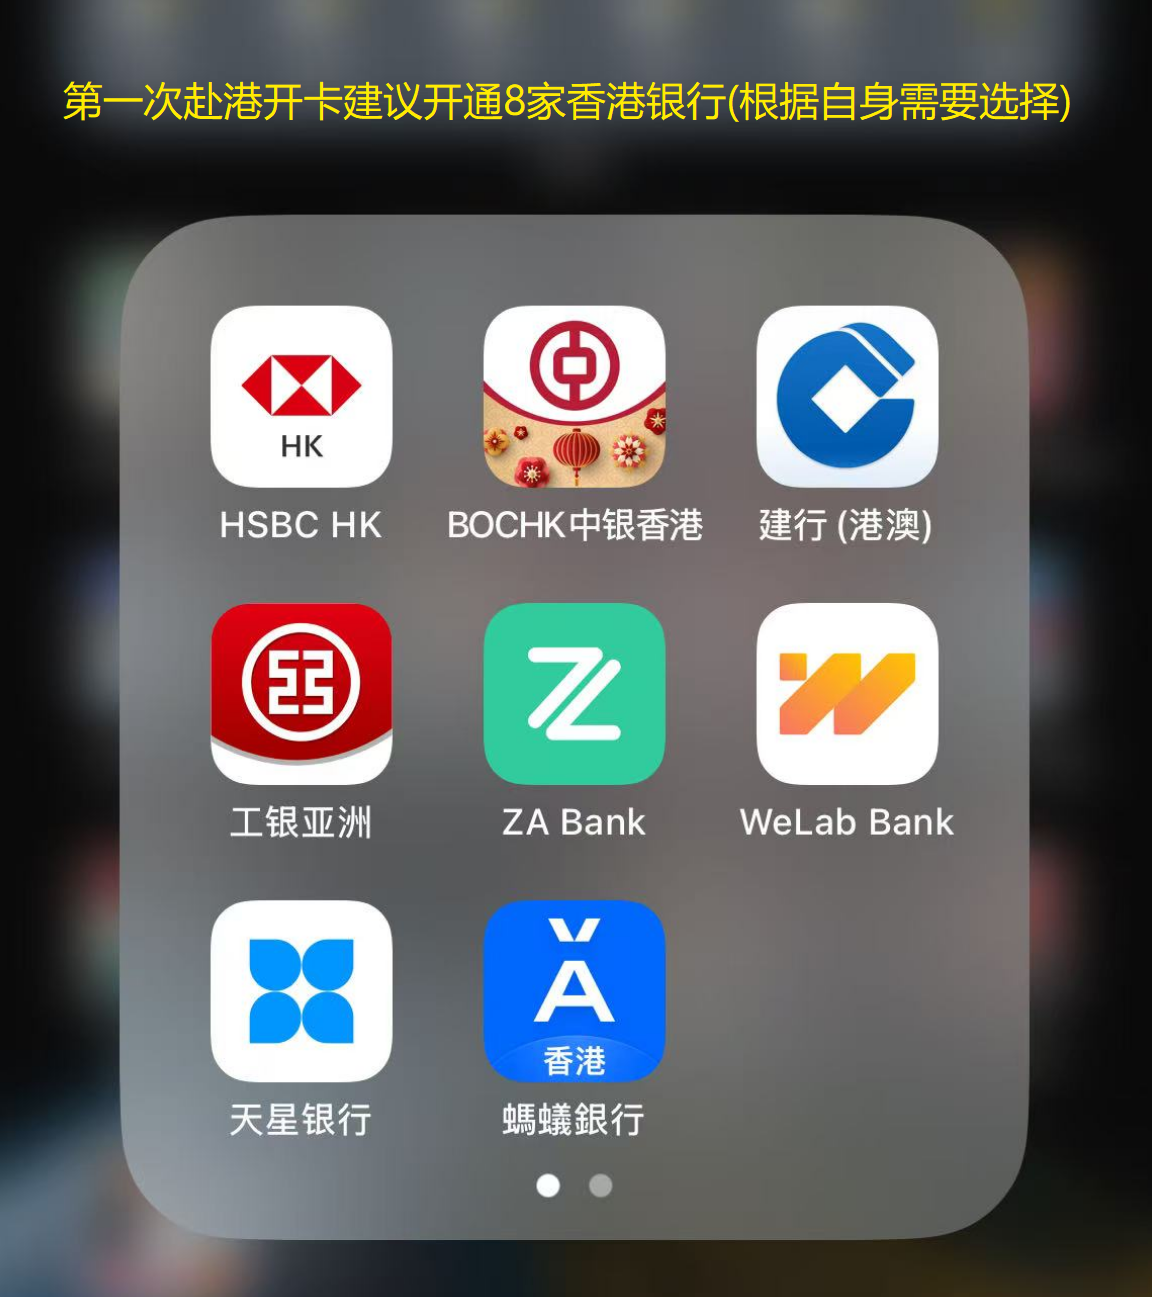 第一次赴港开卡建议开通8家香港银行(根据自身需要选择)
HK
HSBC HK
BOCHK中银香港
建行 (港澳)
工银亚洲
ZA Bank
WeLab Bank
香港
天星银行
螞蟻銀行